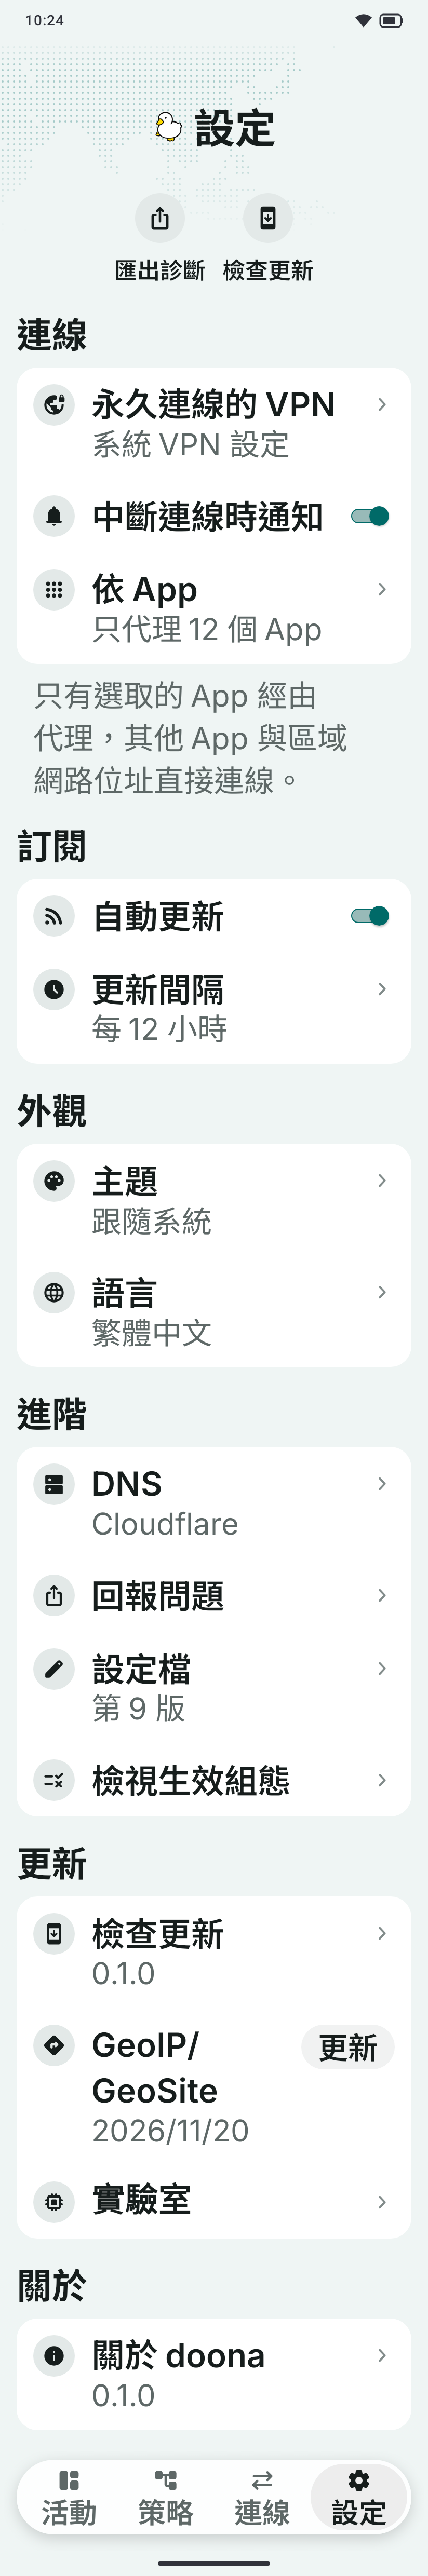 10:24
設定
匯出診斷 檢查更新
連線
永久連線的 VPN
系統 VPN 設定
中斷連線時通知
依 App
只代理 12 個 App
只有選取的 App 經由
代理，其他 App 與區域
網路位址直接連線。
訂閱
自動更新
更新間隔
每 12 小時
外觀
主題
跟隨系統
語言
繁體中文
進階
DNS
Cloudflare
回報問題
設定檔
第 9 版
檢視生效組態
更新
檢查更新
0.1.0
GeoIP/
GeoSite
更新
2026/11/20
實驗室
關於
關於 doona
0.1.0
活動 策略 連線 設定